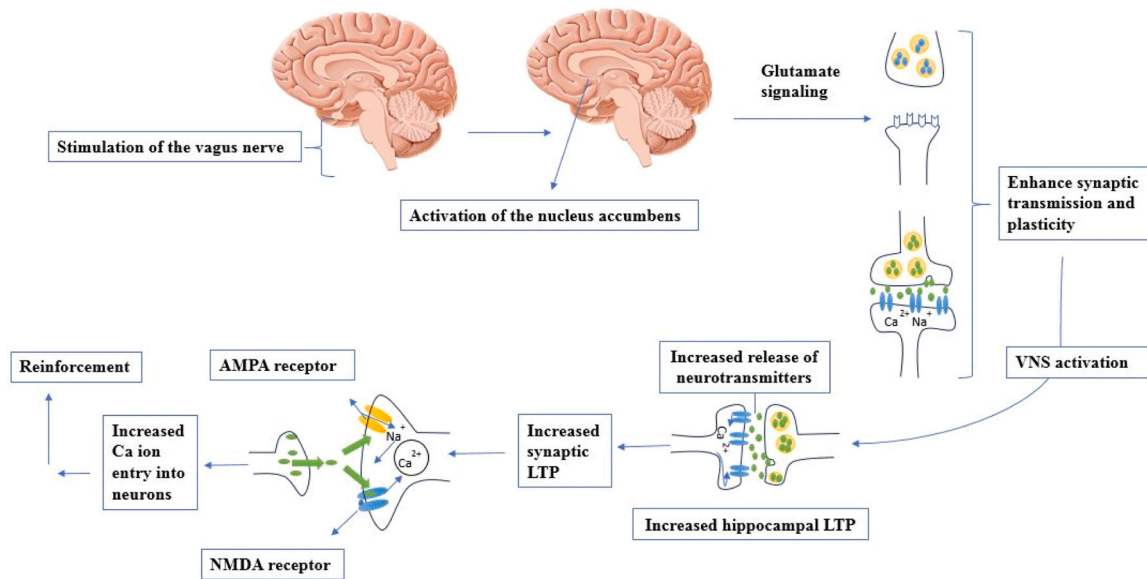 Stimulation of the vagus nerve
Activation of the nucleus accumbens
Glutamate
signaling
Enhance synaptic
transmission and
plasticity
Ca 2+ Na +
VNS activation
Increased release of
neurotransmitters
Ca 2+
Increased hippocampal LTP
Increased
synaptic
LTP
AMPA receptor
Na +
Ca 2+
NMDA receptor
Increased
Ca ion
entry into
neurons
Reinforcement